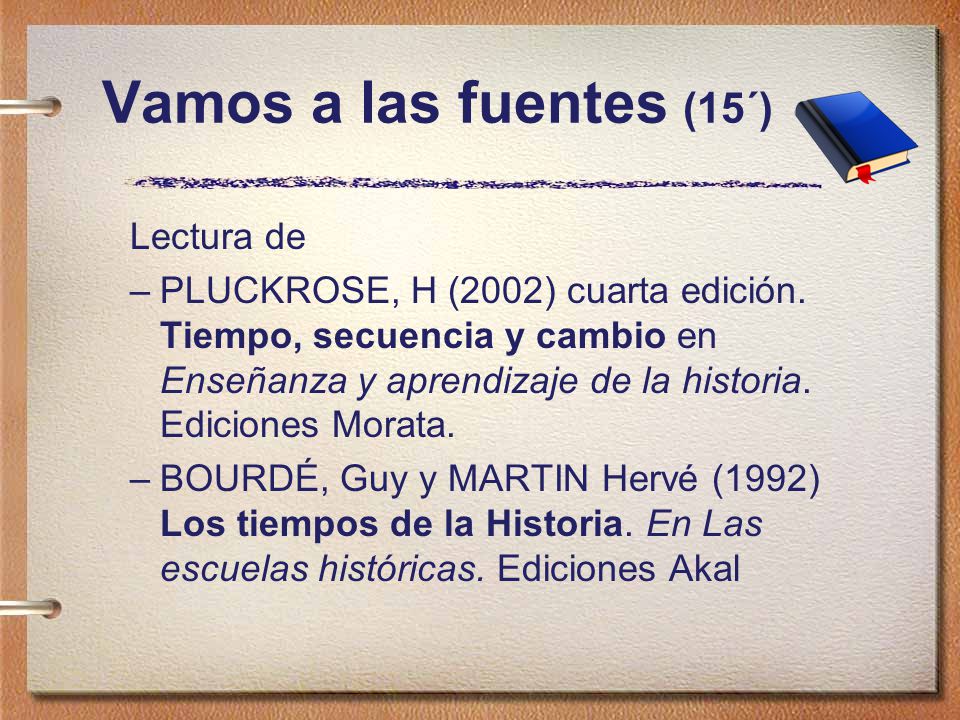 Vamos a las fuentes (15´)
Lectura de
– PLUCKROSE, H (2002) cuarta edición.
Tiempo, secuencia y cambio en
Enseñanza y aprendizaje de la historia.
Ediciones Morata.
– BOURDÉ, Guy y MARTIN Hervé (1992)
Los tiempos de la Historia. En Las
escuelas históricas. Ediciones Akal